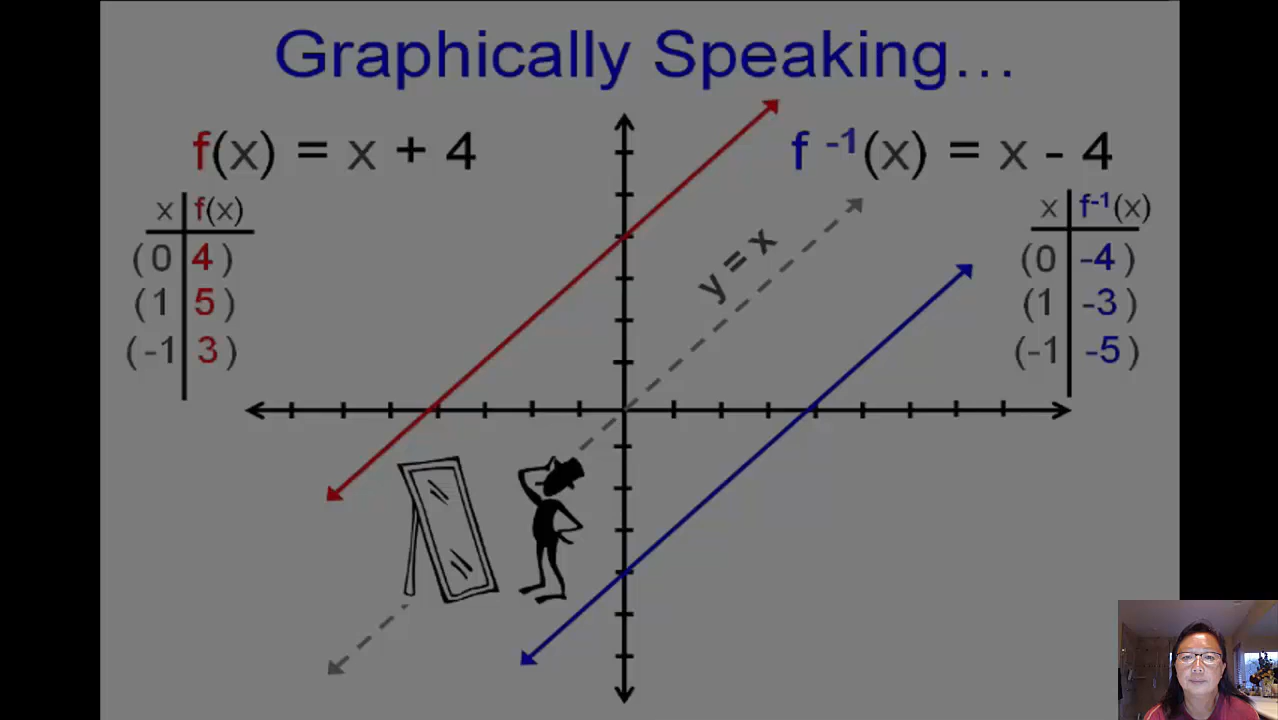 Graphically Speaking...
f(x) = x + 4
f -1(x) = x - 4
x f(x)
(0 4)
(1 5)
(-1 3)
y = x
x f-1(x)
(0 -4)
(1 -3)
(-1 -5)